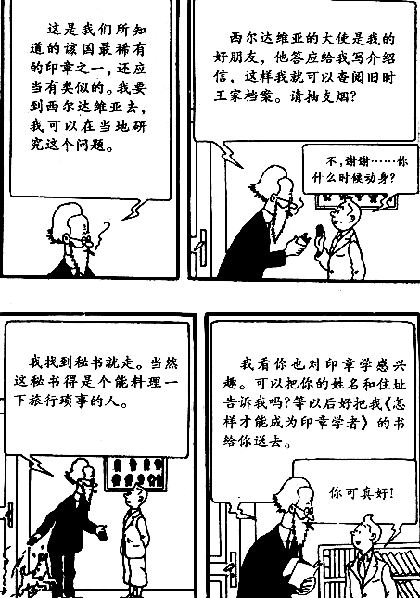 这是我们所知
道的该国最稀有
的印章之一，还应
当有类似的。我要
到西尔达维亚去，
我可以在当地研
究这个问题。
西尔达维亚的大使是我的
好朋友，他答应给我写介绍
信，这样我就可以查阅旧时
王家档案。请抽支烟？
不，谢谢……你
什么时候动身？
我找到秘书就走。当然
这秘书得是个能料理一
下旅行琐事的人。
我看你也对印章学感兴
趣。可以把你的姓名和住址
告诉我吗？等以后好把我《怎
样才能成为印章学者》的书
给你送去。
你可真好！